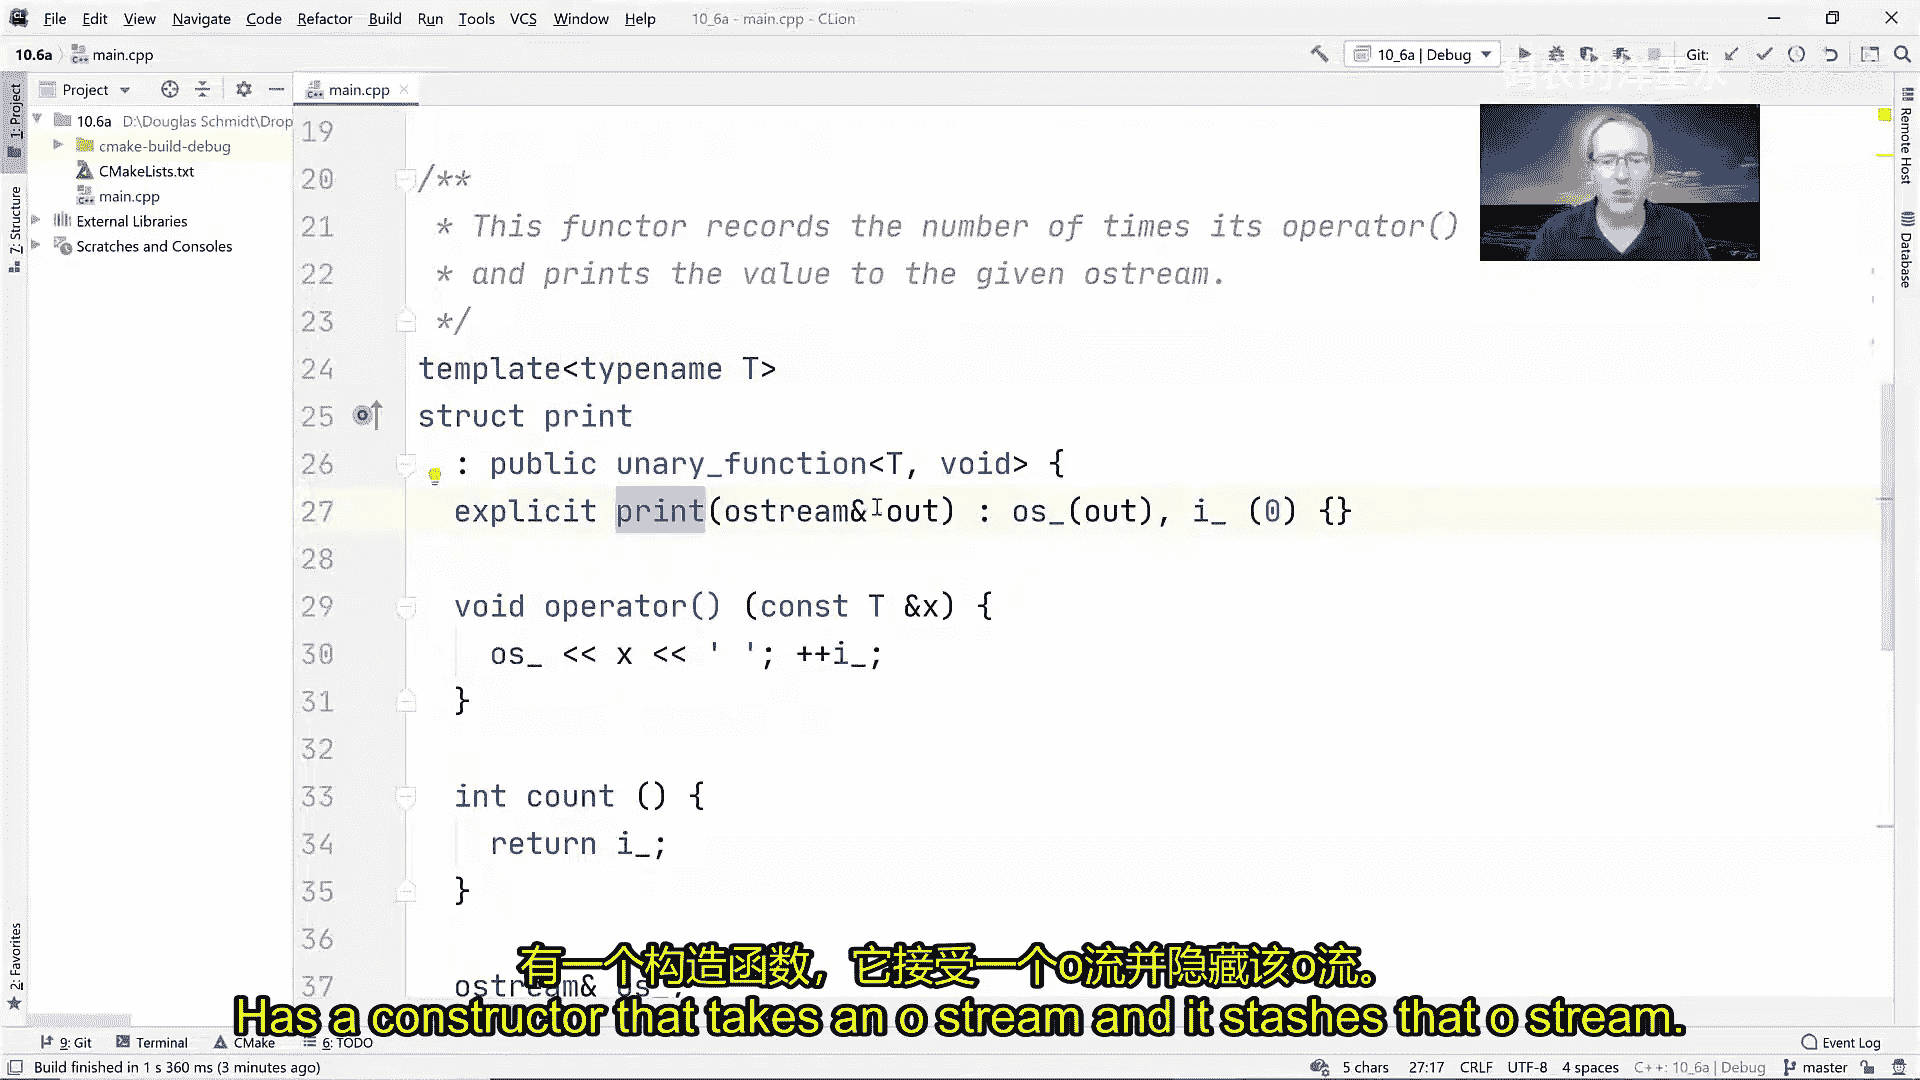 File Edit View Navigate Code Refactor Build Run Tools VCS Window Help 10_6a - main.cpp - CLion
10.6a main.cpp 10_6a | Debug Git:
Project main.cpp
1: Project
7: Structure
2: Favorites
10.6a D:\Douglas Schmidt\Drop
cmake-build-debug
CMakeLists.txt
main.cpp
External Libraries
Scratches and Consoles
19
20 /**
21 * This functor records the number of times its operator()
22 * and prints the value to the given ostream.
23 */
24 template<typename T>
25 struct print
26 : public unary_function<T, void> {
27 explicit print(ostream& out) : os_(out), i_ (0) {}
28
29 void operator() (const T &x) {
30 os_ << x << ' '; ++i_;
31 }
32
33 int count () {
34 return i_;
35 }
36
37 ostream& os_;
Remote Host
Database
有一个构造函数，它接受一个o流并隐藏该o流。
Has a constructor that takes an o stream and it stashes that o stream.
9: Git Terminal CMake 6: TODO Event Log
Build finished in 1 s 360 ms (3 minutes ago) 5 chars 27:17 CRLF UTF-8 4 spaces C++: 10_6a | Debug master